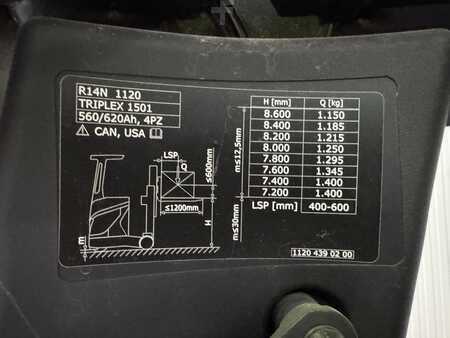 R14N 1120
TRIPLEX 1501
560/620Ah, 4PZ
CAN, USA
LSP
Q
≤600mm
≤1200mm
H
E
m≤12,5mm
m≤30mm
H [mm] Q [kg]
8.600 1.150
8.400 1.185
8.200 1.215
8.000 1.250
7.800 1.295
7.600 1.345
7.400 1.400
7.200 1.400
LSP [mm] 400-600
1120 439 02 00